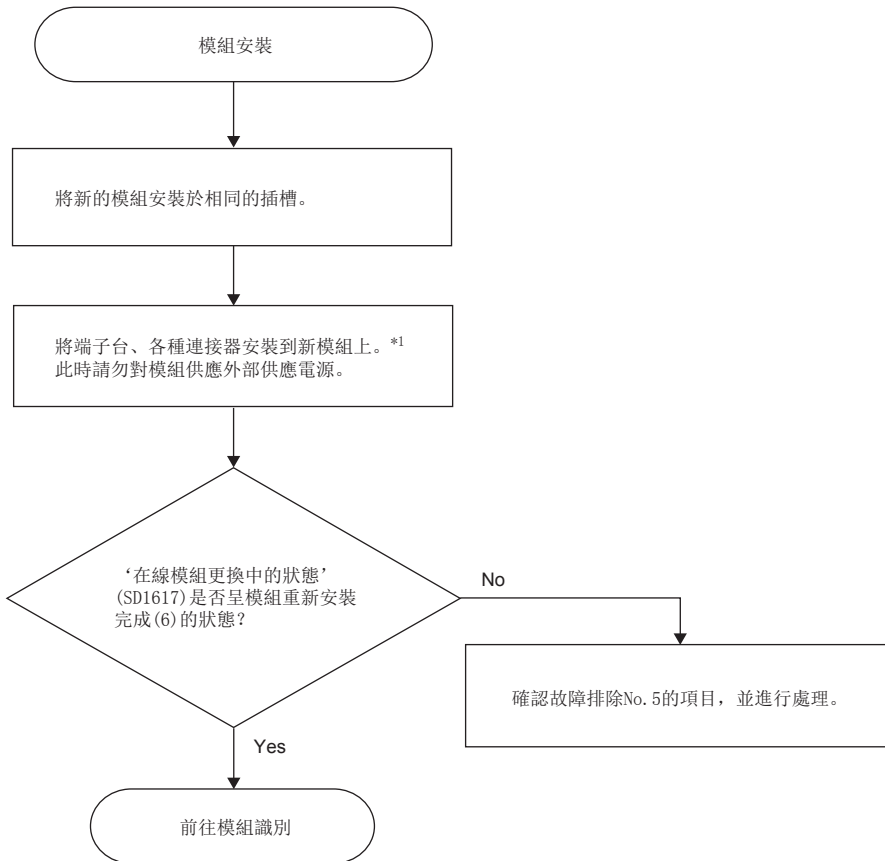 模組安裝
將新的模組安裝於相同的插槽。
將端子台、各種連接器安裝到新模組上。*1
此時請勿對模組供應外部供應電源。
‘在線模組更換中的狀態’
(SD1617)是否呈模組重新安裝
完成(6)的狀態?
No
確認故障排除No.5的項目，並進行處理。
Yes
前往模組識別